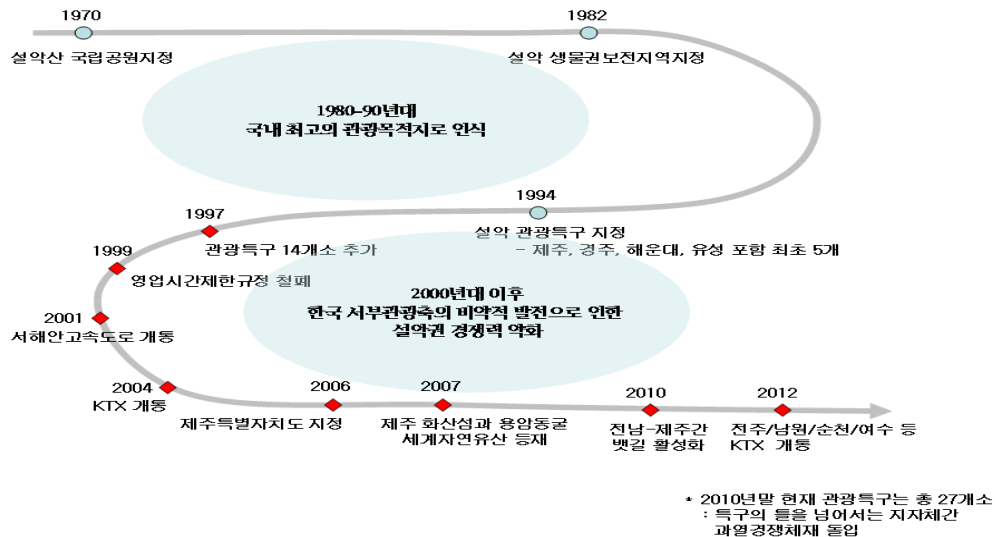 1970
1982
설악산 국립공원지정
설악 생물권보전지역지정
1980-90년대
국내 최고의 관광목적지로 인식
1994
설악 관광특구 지정
- 제주, 경주, 해운대, 유성 포함 최초 5개
1997
관광특구 14개소 추가
1999
영업시간제한규정 철폐
2000년대 이후
한국 서부관광축의 비약적 발전으로 인한
설악권 경쟁력 약화
2001
서해안고속도로 개통
2004
KTX 개통
2006
제주특별자치도 지정
2007
제주 화산섬과 용암동굴
세계자연유산 등재
2010
전남-제주간
뱃길 활성화
2012
전주/남원/순천/여수 등
KTX 개통
* 2010년말 현재 관광특구는 총 27개소
: 특구의 틀을 넘어서는 지자체간
과열경쟁체재 돌입